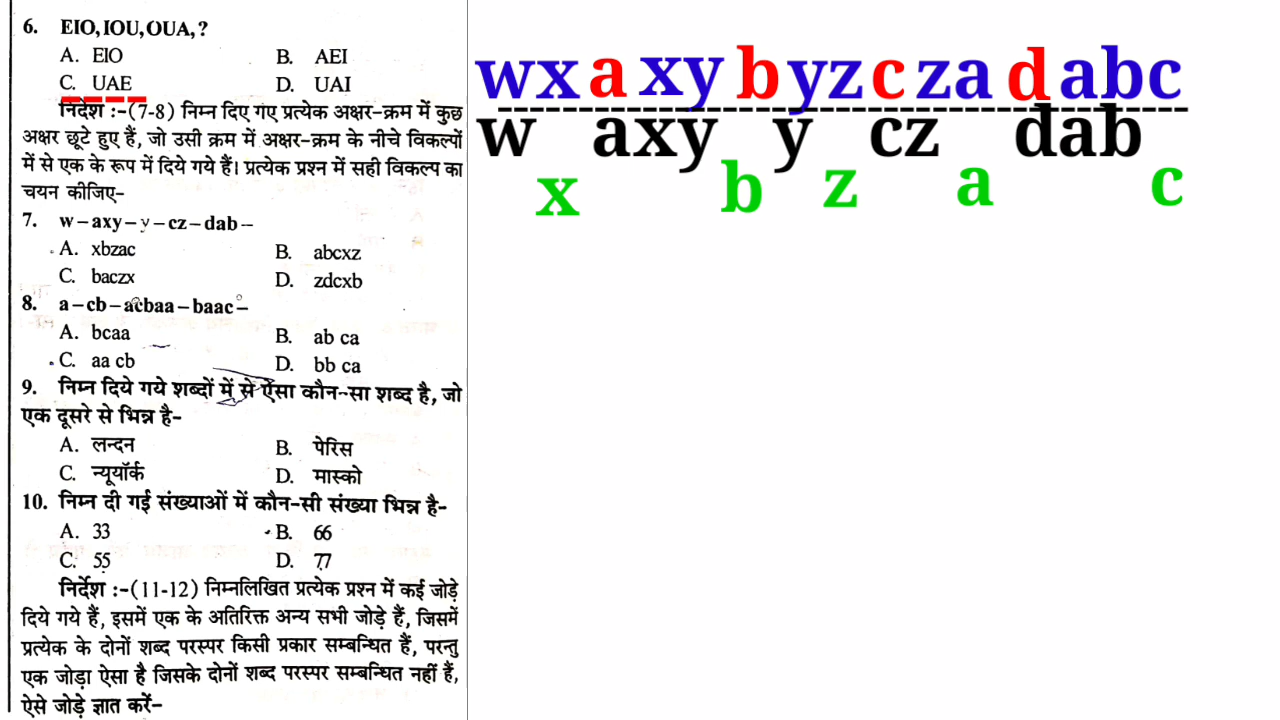 6. EIO, IOU, OUA, ?
A. EIO B. AEI
C. UAE D. UAI
निर्देश :-(7-8) निम्न दिए गए प्रत्येक अक्षर-क्रम में कुछ
अक्षर छूटे हुए हैं, जो उसी क्रम में अक्षर-क्रम के नीचे विकल्पों
में से एक के रूप में दिये गये हैं। प्रत्येक प्रश्न में सही विकल्प का
चयन कीजिए-
7. w – axy – y – cz – dab –
A. xbzac B. abcxz
C. baczx D. zdcxb
8. a – cb – acbaa – baac –
A. bcaa B. ab ca
C. aa cb D. bb ca
9. निम्न दिये गये शब्दों में से ऐसा कौन-सा शब्द है, जो
एक दूसरे से भिन्न है-
A. लन्दन B. पेरिस
C. न्यूयॉर्क D. मास्को
10. निम्न दी गई संख्याओं में कौन-सी संख्या भिन्न है-
A. 33 B. 66
C. 55 D. 77
निर्देश :-(11-12) निम्नलिखित प्रत्येक प्रश्न में कई जोड़े
दिये गये हैं, इसमें एक के अतिरिक्त अन्य सभी जोड़े हैं, जिसमें
प्रत्येक के दोनों शब्द परस्पर किसी प्रकार सम्बन्धित हैं, परन्तु
एक जोड़ा ऐसा है जिसके दोनों शब्द परस्पर सम्बन्धित नहीं हैं,
ऐसे जोड़े ज्ञात करें-
wx a xy b yz c za d abc
w axy y cz dab
x b z a c